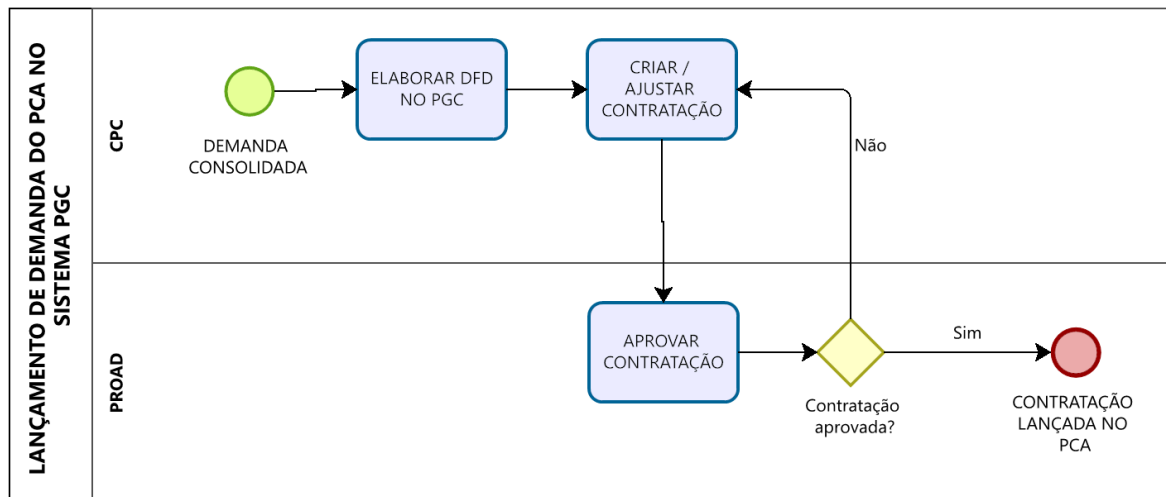 LANÇAMENTO DE DEMANDA DO PCA NO
SISTEMA PGC
CPC
DEMANDA
CONSOLIDADA
ELABORAR DFD
NO PGC
CRIAR /
AJUSTAR
CONTRATAÇÃO
Não
PROAD
APROVAR
CONTRATAÇÃO
Contratação
aprovada?
Sim
CONTRATAÇÃO
LANÇADA NO
PCA